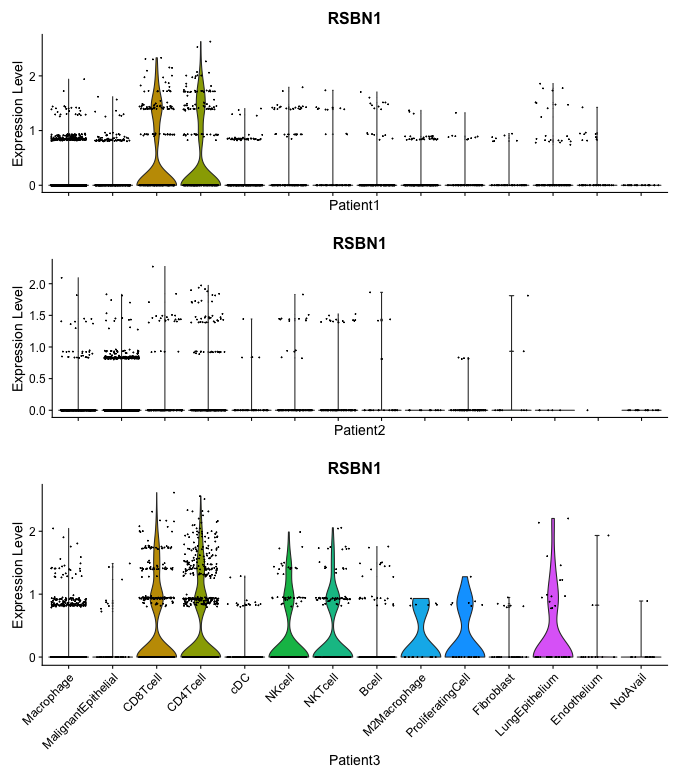 RSBN1
Expression Level
2
1
0
Patient1
RSBN1
Expression Level
2.0
1.5
1.0
0.5
0.0
Patient2
RSBN1
Expression Level
2
1
0
Macrophage
MalignantEpithelial
CD8Tcell
CD4Tcell
cDC
NKcell
NKTcell
Bcell
M2Macrophage
ProliferatingCell
Fibroblast
LungEpithelium
Endothelium
NotAvail
Patient3